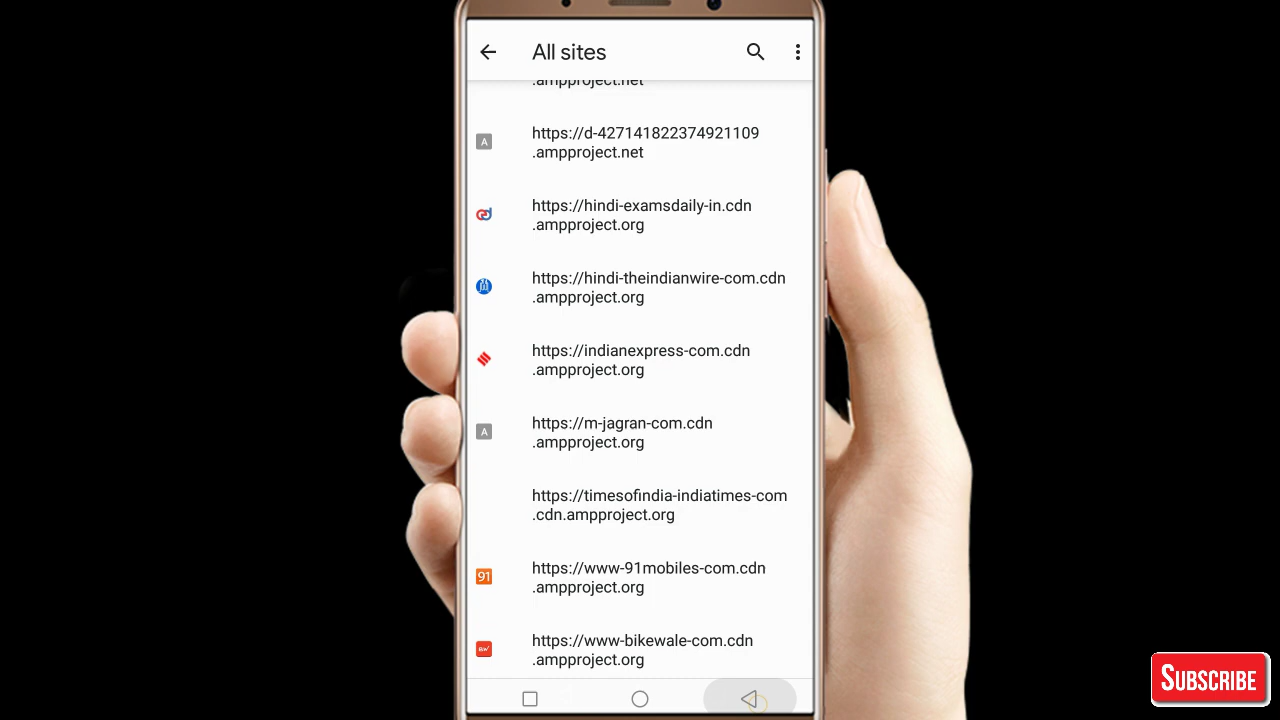 All sites
.ampproject.net
A
https://d-427141822374921109
.ampproject.net
https://hindi-examsdaily-in.cdn
.ampproject.org
https://hindi-theindianwire-com.cdn
.ampproject.org
https://indianexpress-com.cdn
.ampproject.org
A
https://m-jagran-com.cdn
.ampproject.org
https://timesofindia-indiatimes-com
.cdn.ampproject.org
91
https://www-91mobiles-com.cdn
.ampproject.org
BW
https://www-bikewale-com.cdn
.ampproject.org
SUBSCRIBE